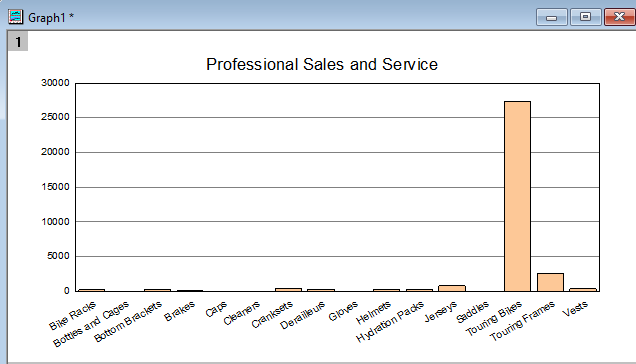 Graph1 *
1
Professional Sales and Service
30000
25000
20000
15000
10000
5000
0
Bike Racks
Bottles and Cages
Bottom Brackets
Brakes
Caps
Cleaners
Cranksets
Derailleurs
Gloves
Helmets
Hydration Packs
Jerseys
Saddles
Touring Bikes
Touring Frames
Vests